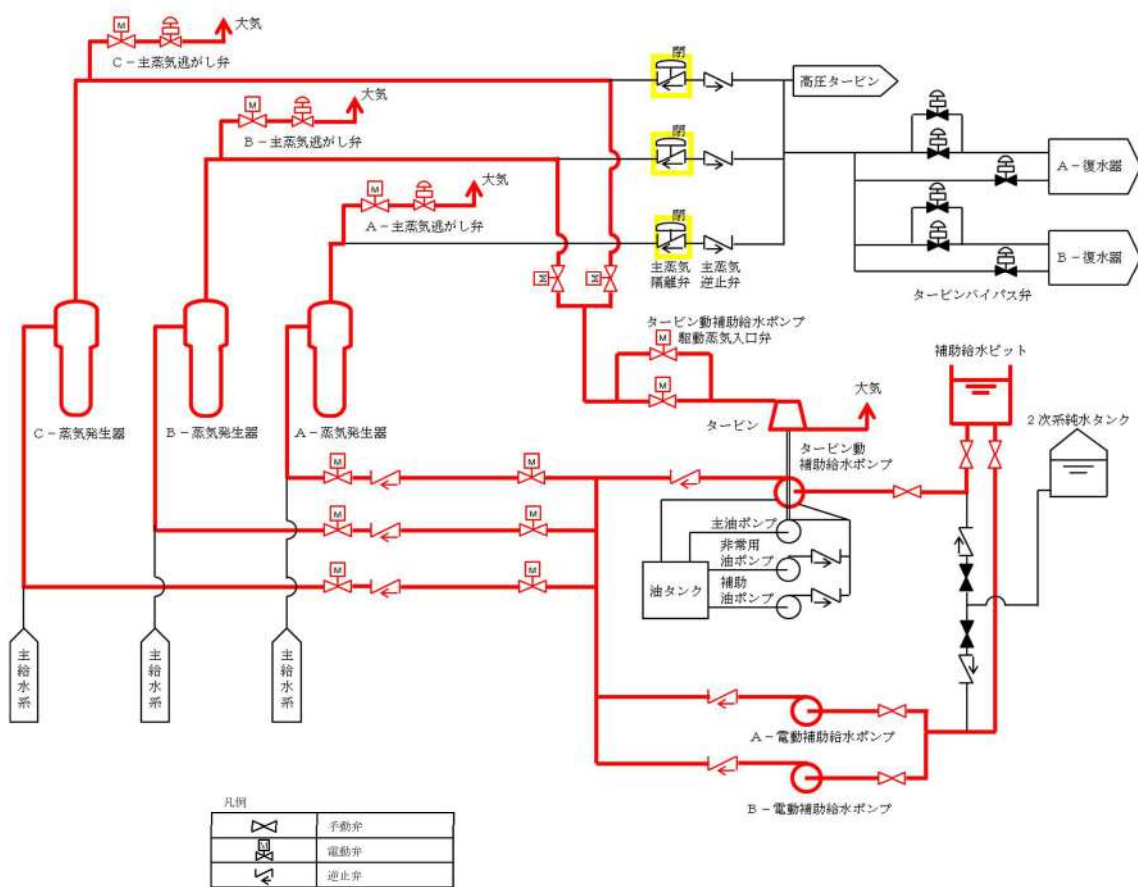 大気
M
C－主蒸気逃がし弁
大気
M
B－主蒸気逃がし弁
大気
M
A－主蒸気逃がし弁
閉
閉
閉
主蒸気
隔離弁
主蒸気
逆止弁
高圧タービン
A－復水器
B－復水器
タービンバイパス弁
M
M
タービン動補助給水ポンプ
駆動蒸気入口弁
M
M
C－蒸気発生器
B－蒸気発生器
A－蒸気発生器
タービン
大気
補助給水ピット
2次系純水タンク
タービン動
補助給水ポンプ
M
M
M
M
M
M
主油ポンプ
非常用
油ポンプ
補助
油ポンプ
油タンク
主給水系
主給水系
主給水系
A－電動補助給水ポンプ
B－電動補助給水ポンプ
凡例
手動弁
M
電動弁
逆止弁